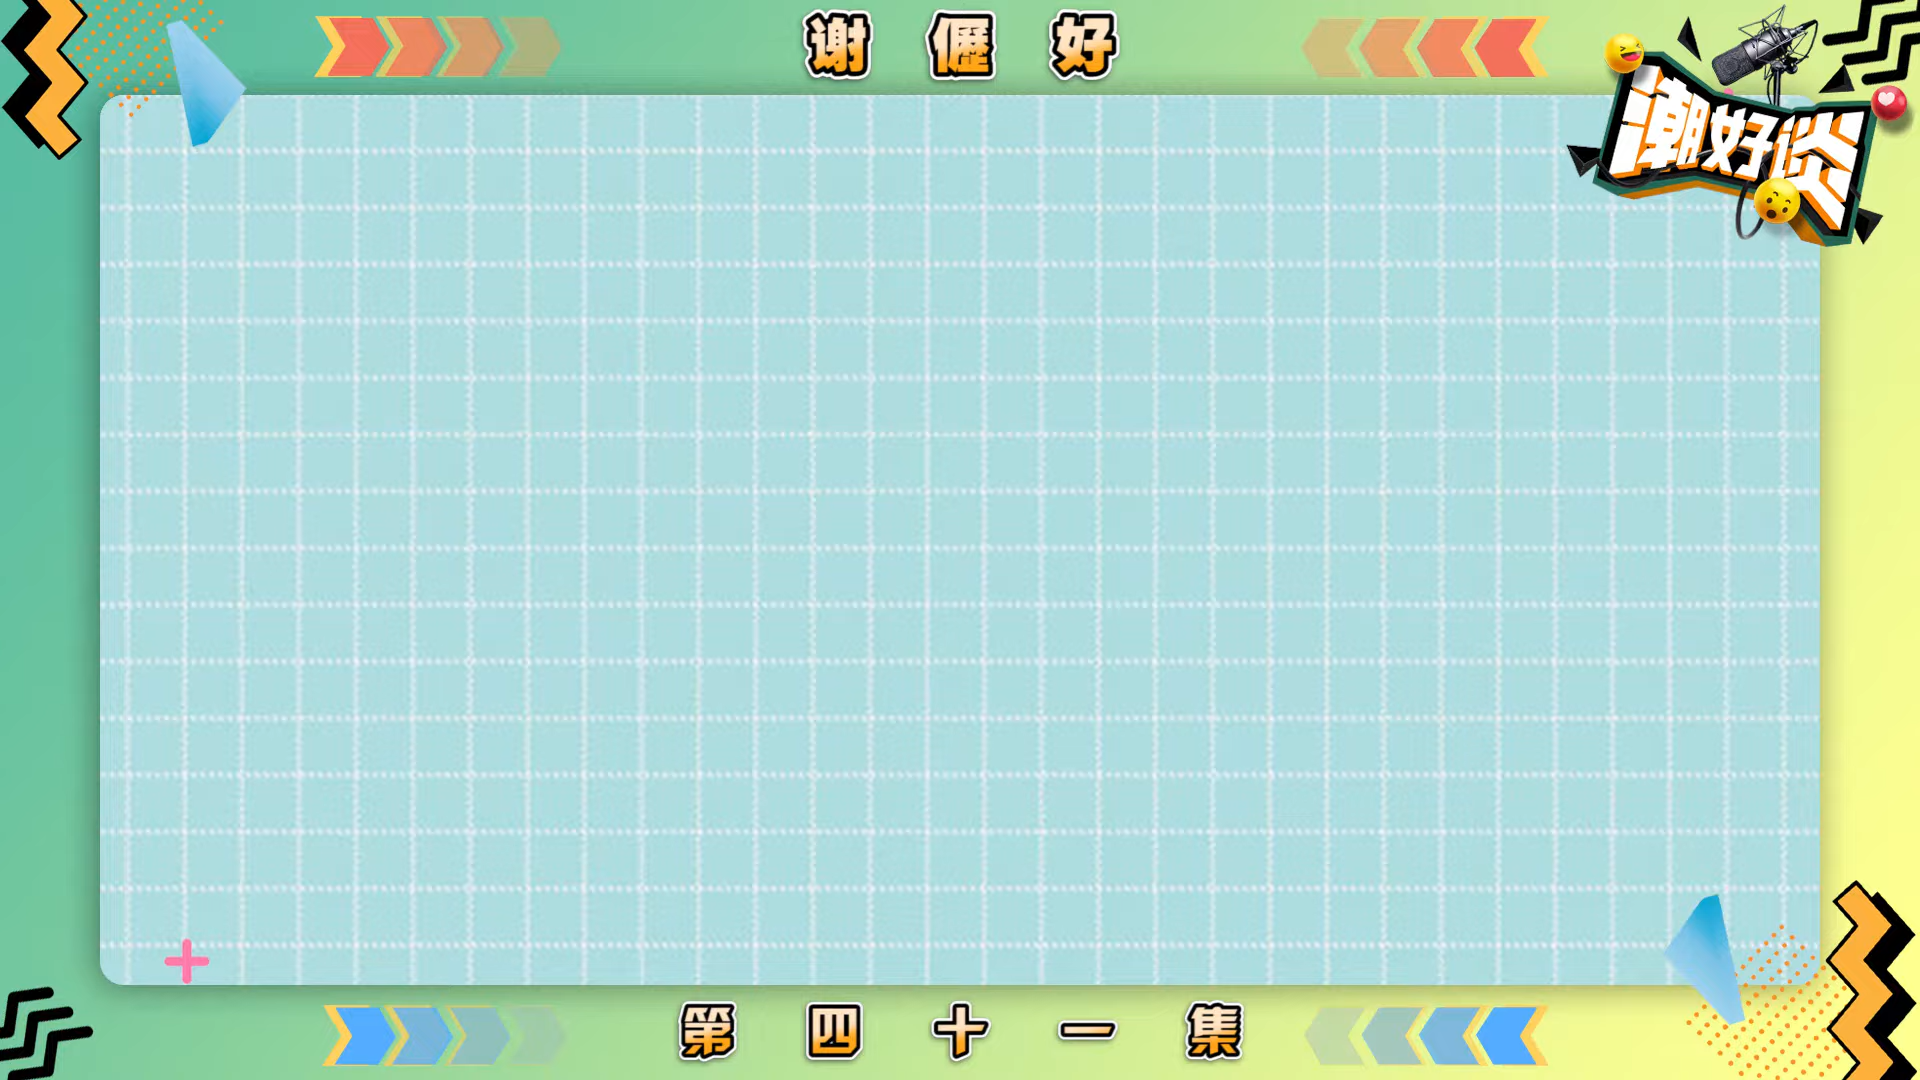 谢 僫 好
潮好谈
第 四 十 一 集